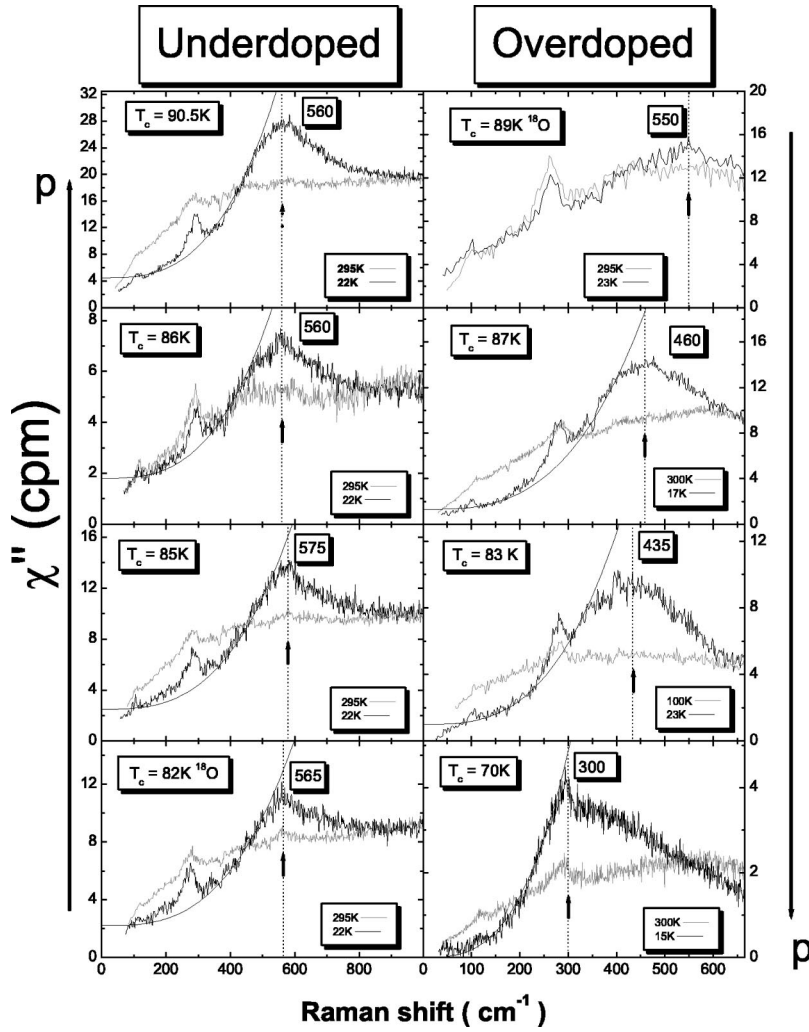 Underdoped
Overdoped
p
χ'' (cpm)
32
28
24
20
16
12
8
4
0
T_c = 90.5K
560
295K
22K
8
6
4
2
0
T_c = 86K
560
295K
22K
16
12
8
4
0
T_c = 85K
575
295K
22K
12
8
4
0
T_c = 82K ¹⁸O
565
295K
22K
0 200 400 600 800
20
16
12
8
4
0
T_c = 89K ¹⁸O
550
295K
23K
16
12
8
4
0
T_c = 87K
460
300K
17K
12
8
4
0
T_c = 83 K
435
100K
23K
4
2
0
T_c = 70K
300
300K
15K
0 100 200 300 400 500 600
p
Raman shift ( cm⁻¹)